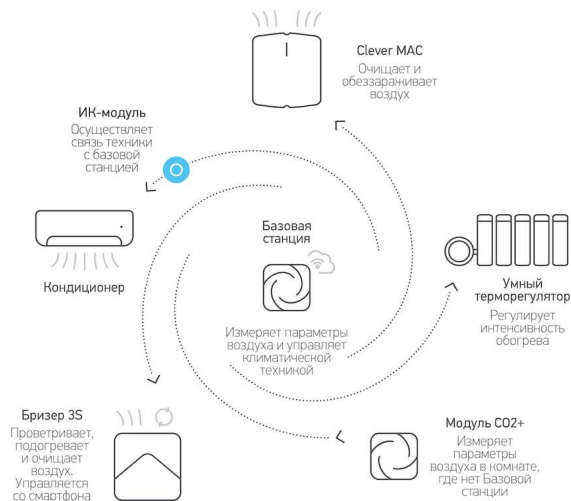 Clever MAC
Очищает и
обеззараживает
воздух
ИК-модуль
Осуществляет
связь техники
с базовой
станцией
Кондиционер
Базовая
станция
Измеряет параметры
воздуха и управляет
климатической
техникой
Умный
терморегулятор
Регулирует
интенсивность
обогрева
Бризер 3S
Проветривает,
подогревает
и очищает
воздух.
Управляется
со смартфона
Модуль CO2+
Измеряет
параметры
воздуха в комнате,
где нет Базовой
станции